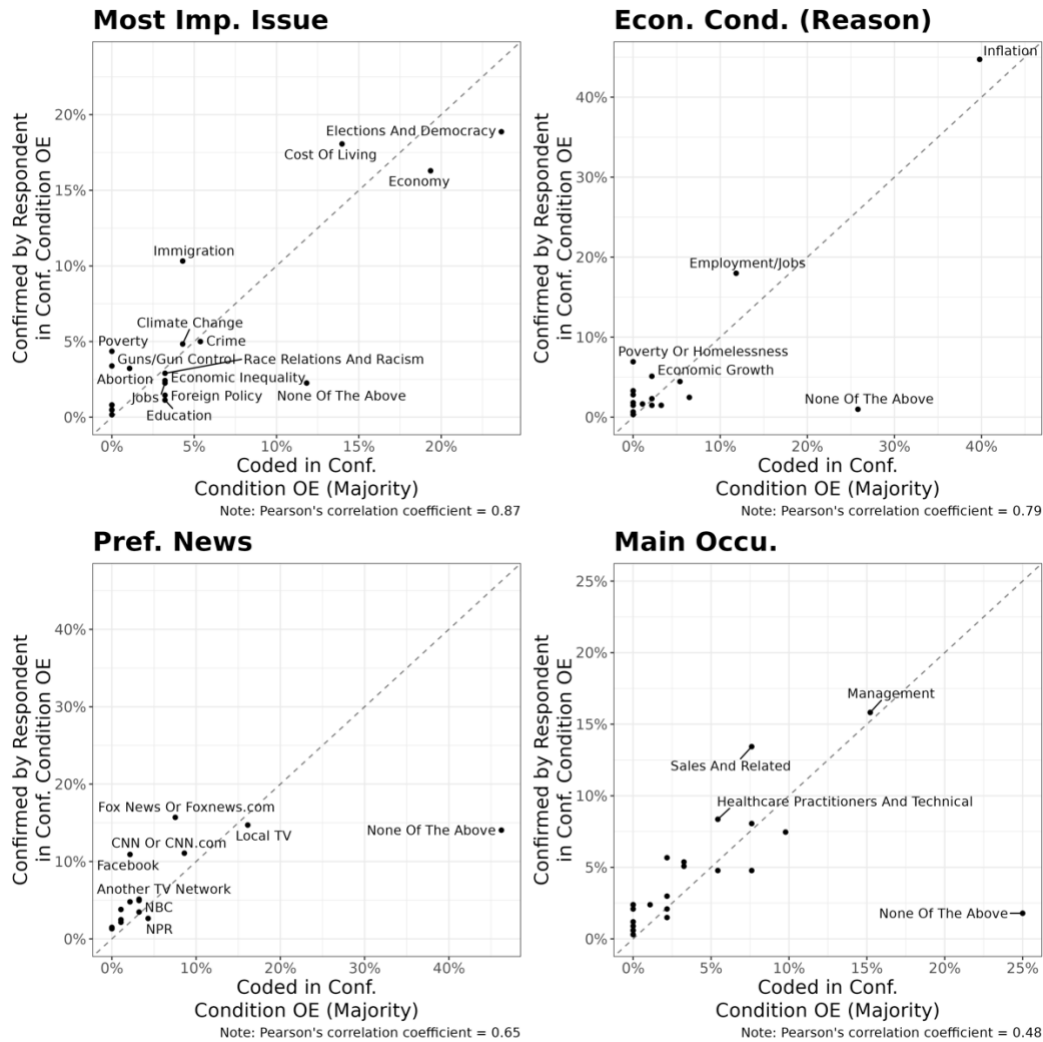 Most Imp. Issue
Confirmed by Respondent
in Conf. Condition OE
20%
15%
10%
5%
0%
Elections And Democracy
Cost Of Living
Economy
Immigration
Climate Change
Poverty
Crime
Guns/Gun Control
Race Relations And Racism
Abortion
Economic Inequality
Jobs
Foreign Policy
None Of The Above
Education
0%
10%
20%
Coded in Conf.
Condition OE (Majority)
Note: Pearson's correlation coefficient = 0.87
Econ. Cond. (Reason)
Confirmed by Respondent
in Conf. Condition OE
40%
30%
20%
10%
0%
Inflation
Employment/Jobs
Poverty Or Homelessness
Economic Growth
None Of The Above
0%
10%
20%
30%
40%
Coded in Conf.
Condition OE (Majority)
Note: Pearson's correlation coefficient = 0.79
Pref. News
Confirmed by Respondent
in Conf. Condition OE
40%
30%
20%
10%
0%
Fox News Or Foxnews.com
Local TV
None Of The Above
CNN Or CNN.com
Facebook
Another TV Network
NBC
NPR
0%
10%
20%
30%
40%
Coded in Conf.
Condition OE (Majority)
Note: Pearson's correlation coefficient = 0.65
Main Occu.
Confirmed by Respondent
in Conf. Condition OE
25%
20%
15%
10%
5%
0%
Management
Sales And Related
Healthcare Practitioners And Technical
None Of The Above
0%
5%
10%
15%
20%
25%
Coded in Conf.
Condition OE (Majority)
Note: Pearson's correlation coefficient = 0.48